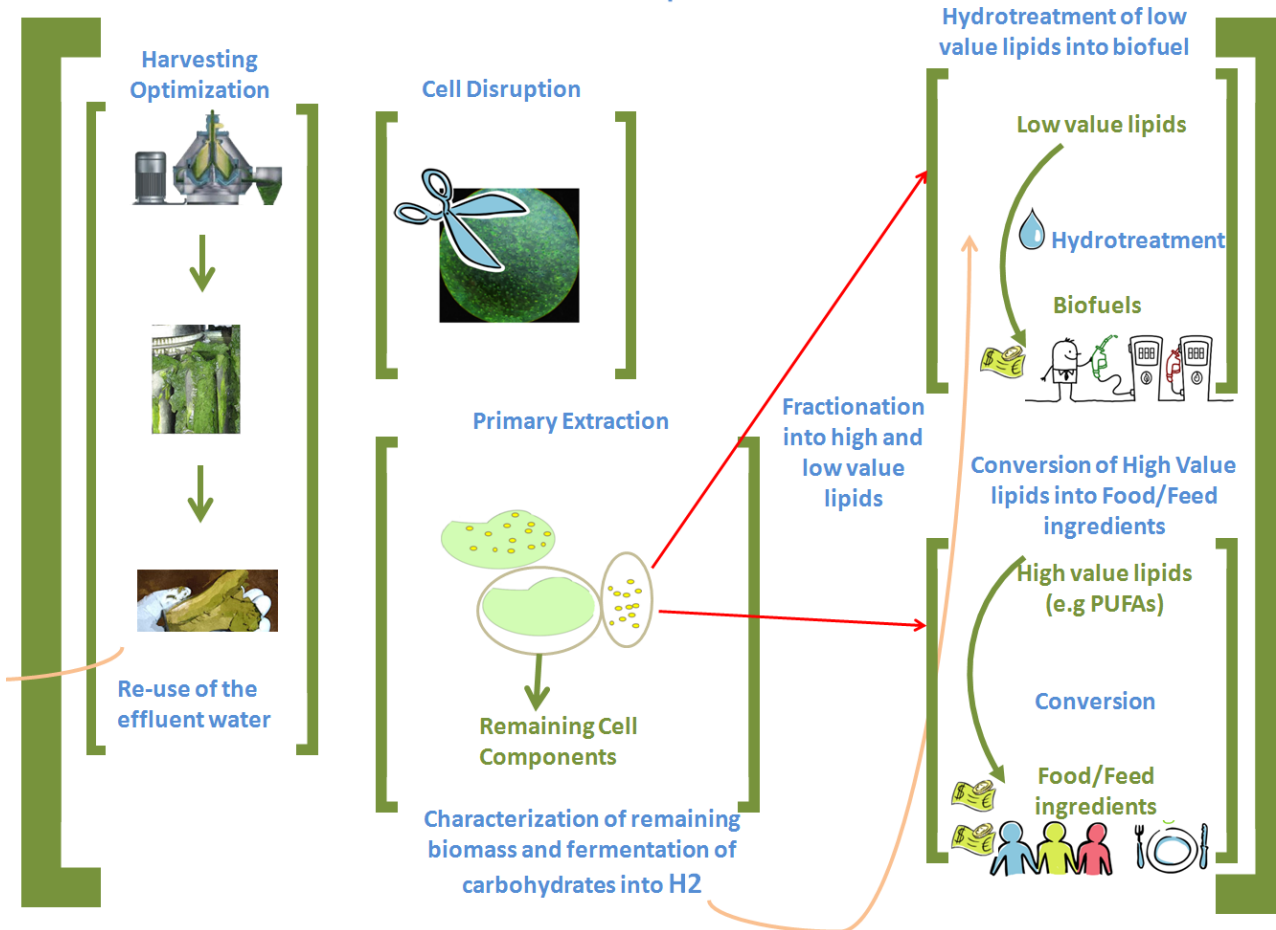 Harvesting
Optimization
Re-use of the
effluent water
Cell Disruption
Primary Extraction
Remaining Cell
Components
Characterization of remaining
biomass and fermentation of
carbohydrates into H2
Fractionation
into high and
low value
lipids
Hydrotreatment of low
value lipids into biofuel
Low value lipids
Hydrotreatment
Biofuels
Conversion of High Value
lipids into Food/Feed
ingredients
High value lipids
(e.g PUFAs)
Conversion
Food/Feed
ingredients